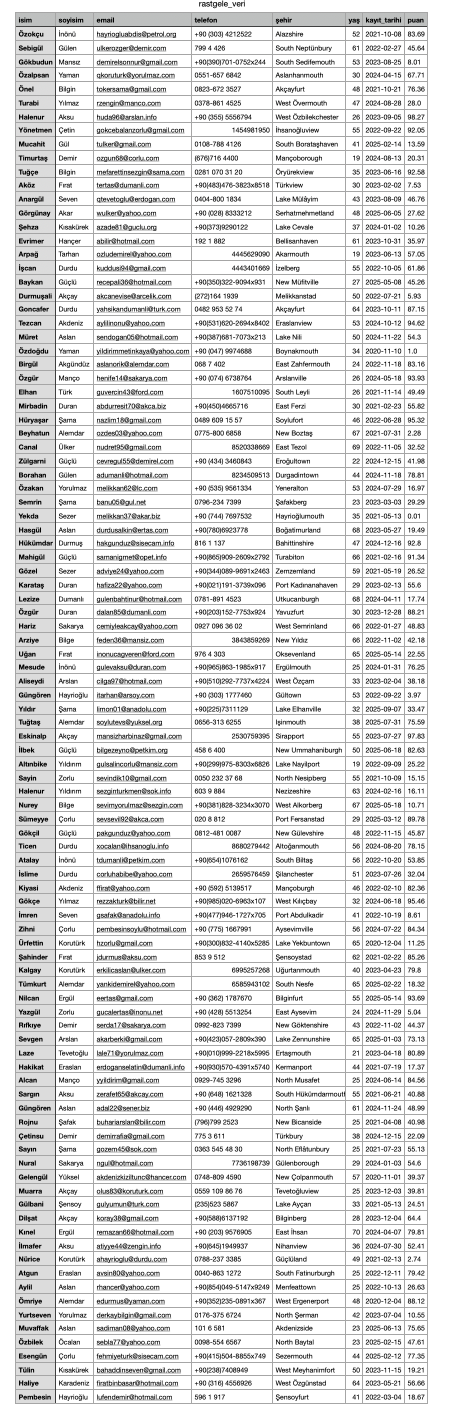 rastgele_veri
isim soyisim email telefon şehir yaş kayıt_tarihi puan
Özokçu İnönü hayriogluabdis@petrol.org +90 (303) 4212522 Alazshire 52 2021-10-08 83.69
Sebigül Gülen ulkerozger@demir.com 799 4 426 South Neptünbury 61 2022-02-27 45.64
Gökbudun Mansız demirelsonnur@gmail.com +90(390)701-0752x244 South Sedifemouth 53 2023-08-25 8.01
Özalpsan Yaman qkoruturk@yorulmaz.com 0551-657 6842 Aslanhanmouth 30 2024-04-15 67.71
Önel Bilgin tokersama@gmail.com 0823-672 3527 Akçayfurt 48 2021-10-21 76.36
Turabi Yılmaz rzengin@manco.com 0378-861 4525 West Övermouth 47 2024-08-28 28.0
Halenur Aksu huda96@arslan.info +90 (355) 5556794 West Özbilekchester 26 2023-09-05 98.27
Yönetmen Çetin gokcebalanzorlu@gmail.com 1454981950 İhsanoğluview 55 2022-09-22 92.05
Mucahit Gül tulker@gmail.com 0108-788 4126 South Borataşhaven 41 2025-02-14 13.59
Timurtaş Demir ozgun68@corlu.com (676)716 4400 Mançoborough 19 2024-08-13 20.31
Tuğçe Bilgin mefarettinsezgin@sama.com 0281 070 31 20 Öryürekview 35 2023-06-16 92.58
Aköz Fırat tertas@dumanli.com +90(483)476-3823x8518 Türkview 30 2023-02-02 7.53
Anargül Seven qtevetoglu@erdogan.com 0404-800 1834 Lake Mülâyim 43 2023-08-09 46.76
Görgünay Akar wulker@yahoo.com +90 (028) 8333212 Serhatmehmetland 48 2025-06-05 27.62
Şehza Kısakürek azade81@guclu.org +90(373)9290122 Lake Cevale 37 2024-01-02 10.26
Evrimer Hançer abilir@hotmail.com 192 1 882 Bellisanhaven 61 2023-10-31 35.97
Arpağ Tarhan ozludemirel@yahoo.com 4445629090 Akarmouth 19 2023-06-13 57.05
İşcan Durdu kuddusi94@gmail.com 4443401669 İzelberg 55 2022-10-05 61.86
Baykan Güçlü recepali36@hotmail.com +90(350)322-9094x931 New Müfitville 27 2025-05-08 45.26
Durmuşali Akçay akcanevise@arcelik.com (272)164 1939 Melikkanstad 50 2022-07-21 5.93
Goncafer Durdu yahsikandumanli@turk.com 0482 953 52 74 Akçayfurt 64 2023-10-11 87.15
Tezcan Akdeniz aylilinonu@yahoo.com +90(531)620-2694x8402 Eraslanview 53 2024-10-12 94.62
Müret Aslan sendogan05@hotmail.com +90(387)681-7073x213 Lake Nili 50 2024-11-22 54.3
Özdoğdu Yaman yildirimmetinkaya@yahoo.com +90 (047) 9974688 Boynakmouth 34 2020-11-10 1.0
Birgül Akgündüz aslanorik@alemdar.com 068 7 402 East Zahfermouth 22 2022-11-18 83.16
Özgür Manço henife14@sakarya.com +90 (074) 6738764 Arslanville 26 2024-05-18 93.93
Elhan Türk guvercin43@ford.com 1607510095 South Leyli 26 2021-11-14 49.49
Mirbadin Duran abdurresit70@akca.biz +90(450)4665716 East Ferzi 30 2021-02-23 55.82
Hüryaşar Şama nazlim18@gmail.com 0489 609 15 57 Soylufurt 46 2022-06-28 95.32
Beyhatun Alemdar ozdes03@yahoo.com 0775-800 6858 New Boztaş 67 2021-07-31 2.28
Canal Ülker nudret95@gmail.com 8520338669 East Tezol 69 2022-11-05 32.52
Zülgarni Güçlü cevregul55@demirel.com +90 (434) 3460843 Eroğultown 22 2024-12-15 41.98
Borahan Gülen adumanli@hotmail.com 8234509513 Durgadıntown 44 2024-11-18 78.81
Özakan Yorulmaz melikkan62@tc.com +90 (535) 9561334 Yeneralton 53 2024-07-29 16.97
Semrin Şama banu05@gul.net 0796-234 7399 Şafakberg 23 2023-03-03 29.29
Yekda Sezer melikkan37@akar.biz +90 (744) 7697532 Hayrioğlumouth 35 2021-05-13 0.01
Hasgül Aslan durdusalkin@ertas.com +90(780)6923778 Boğatimurland 68 2023-05-27 19.49
Hükümdar Durmuş hakgunduz@sisecam.info 816 1 137 Bahittinshire 47 2024-12-16 92.8
Mahigül Güçlü samanigmet@opet.info +90(865)909-2609x2792 Turabiton 66 2021-02-16 91.34
Gözel Sezer adviye24@yahoo.com +90(344)089-9691x2463 Zemzemland 59 2021-05-19 26.52
Karataş Duran hafiza22@yahoo.com +90(021)191-3739x096 Port Kadınanahaven 29 2023-02-13 55.6
Lezize Dumanlı gulenbahtinur@hotmail.com 0781-891 4523 Utkucanburgh 68 2024-04-11 17.74
Özgür Duran dalan85@dumanli.com +90(203)152-7753x924 Yavuzfurt 30 2023-12-28 88.21
Hariz Sakarya cemiyleakcay@yahoo.com 0927 096 36 02 West Semrinland 66 2022-01-27 48.83
Arziye Bilge feden36@mansiz.com 3843859269 New Yıldız 66 2022-11-02 42.18
Uğan Fırat inonucagveren@ford.com 976 4 303 Oksevenland 65 2025-05-14 22.55
Mesude İnönü gulevaksu@duran.com +90(965)863-1985x917 Ergülmouth 25 2024-01-31 76.25
Aliseydi Arslan cilga97@hotmail.com +90(510)292-7737x4224 West Özçam 33 2023-02-04 38.18
Güngören Hayrioğlu itarhan@arsoy.com +90 (303) 1777460 Gültown 53 2022-09-22 3.97
Yıldır Şama limon01@anadolu.com +90(225)7311129 Lake Elmasview 32 2025-09-07 33.47
Tuğtaş Alemdar soylutevs@yuksel.org 0656-313 6255 Işinmouth 38 2025-07-31 75.59
Eskinalp Akçay mansizharbinaz@gmail.com 2530759395 Sirapport 55 2023-07-27 97.83
İlbek Güçlü bilgezeyno@petkim.org 458 6 400 New Ummahaniburgh 50 2025-06-18 82.63
Altınbike Yıldırım gulsalincorlu@mansiz.com +90(299)975-8303x6826 Lake Nayilport 19 2022-09-09 25.22
Sayin Zorlu sevindik10@gmail.com 0050 232 37 68 North Nesipberg 55 2021-10-09 15.15
Halenur Yıldırım sezginturkmen@sok.info 603 9 884 Nezizeshire 63 2024-02-16 16.11
Nurey Bilge sevimyorulmaz@sezgin.com +90(381)828-3234x3070 West Alkorberg 67 2025-05-18 10.71
Sümeyye Çorlu sevsevil92@akca.com 020 8 812 Port Fersanstad 29 2025-03-12 89.78
Gökçil Güçlü pakgunduz@yahoo.com 0812-481 0087 New Gülevshire 48 2022-11-15 45.87
Ticen Durdu xocalan@ihsanoglu.info 8680279442 Altoğanmouth 56 2024-08-20 78.15
Atalay İnönü tdumanli@petkim.com +90(654)1076162 South Biltaş 56 2022-10-20 53.85
İslime Durdu corluhabibe@yahoo.com 2659576459 Şilanchester 51 2023-07-26 32.04
Kiyasi Akdeniz ffirat@yahoo.com +90 (592) 5139517 Mançoburgh 46 2022-02-10 82.36
Gökçe Yılmaz rezzakturk@bilir.net +90(985)020-6963x107 West Kılıçbay 32 2024-06-18 95.46
İmren Seven gsafak@anadolu.info +90(477)946-1727x705 Port Abdulkadir 41 2022-10-19 8.61
Zihni Çorlu pembesinsoylu@hotmail.com +90 (775) 1667991 Aysevimville 56 2024-07-22 84.34
Ürfettin Korutürk hzorlu@gmail.com +90(300)832-4140x5285 Lake Yekbuntown 65 2020-12-04 11.25
Şahinder Fırat jdurmus@aksu.com 853 9 512 Şensoystad 62 2021-02-22 85.26
Kalgay Korutürk erkilicaslan@ulker.com 6995257268 Uğurtanmouth 40 2023-04-23 79.8
Tümkurt Alemdar yankidemirel@yahoo.com 6585943102 South Nesfe 65 2025-02-22 18.32
Nilcan Ergül eertas@gmail.com +90 (362) 1787670 Bilginfurt 55 2025-05-14 93.69
Yazgül Zorlu gucalertas@inonu.net +90 (428) 5513254 East Aysevim 24 2024-11-29 5.04
Rıfkıye Demir serda17@sakarya.com 0992-823 7399 New Göktenshire 43 2022-11-02 44.37
Sevgen Arslan akarberki@gmail.com +90(423)057-2809x390 Lake Zennunshire 65 2025-01-03 73.13
Laze Tevetoğlu lale71@yorulmaz.com +90(010)999-2218x5995 Ertaşmouth 21 2023-04-18 80.89
Hakikat Eraslan erdoganselatin@dumanli.info +90(930)570-4391x5740 Kermanport 44 2021-07-19 17.37
Alcan Manço yyildirim@gmail.com 0929-745 3296 North Musafet 25 2024-06-14 84.56
Sargın Aksu zerafet65@akcay.com +90 (648) 1621328 South Hükümdarmouth 55 2021-06-21 40.88
Güngören Aslan adal22@sener.biz +90 (446) 4929290 North Şanlı 61 2024-11-24 48.99
Rojnu Şafak buhariarslan@bilir.com (796)799 2523 New Bicanside 25 2021-04-08 40.98
Çetinsu Demir demirrafia@gmail.com 775 3 611 Türkbury 38 2024-12-15 22.09
Sayın Şama gozem45@sok.com 0363 545 48 30 North Eflâtunbury 25 2021-07-23 55.13
Nural Sakarya ngul@hotmail.com 7736198739 Gülenborough 29 2024-01-03 54.6
Gelengül Yüksel akdenizkiziltunc@hancer.com 0748-809 4590 New Çolpanmouth 57 2020-11-01 39.37
Muarra Akçay olus83@koruturk.com 0559 109 86 76 Tevetoğluview 25 2023-12-03 39.81
Gülbani Şensoy gulyumun@turk.com (235)523 5867 Lake Ayçan 33 2021-05-13 24.51
Dilşat Akçay koray38@gmail.com +90(588)6137192 Bilginberg 28 2023-12-04 64.4
Kınel Ergül remazan66@hotmail.com +90 (203) 9576905 East İhsan 70 2024-04-07 79.81
İlmafer Aksu atiyye44@zengin.info +90(645)1949937 Nihanview 36 2024-07-30 52.41
Nürice Korutürk ahayrioglu@durdu.com 0788-237 3385 Güçlüland 49 2021-02-13 2.74
Atgun Eraslan avsin80@yahoo.com 0040-863 1272 South Fatinurburgh 25 2022-12-11 79.42
Aylil Aslan rhancer@yahoo.com +90(854)049-5147x9249 Menfeattown 25 2022-10-13 26.63
Ömriye Alemdar edurmus@yaman.com +90(352)235-0891x367 West Ergenerport 48 2020-12-04 88.12
Yurtseven Yorulmaz derkaybilgin@gmail.com 0176-375 6724 North Şerman 42 2023-07-04 10.55
Muvaffak Aslan sadiman08@yahoo.com 101 6 581 Akdenizside 23 2025-06-13 75.65
Özbilek Öcalan sebla77@yahoo.com 0098-554 6567 North Baytal 23 2025-02-15 47.61
Esengün Çorlu fehmiyeturk@sisecam.info +90(415)504-8855x749 Sezermouth 44 2025-02-12 77.35
Tülin Kısakürek bahaddinseven@gmail.com +90(238)7408949 West Meyhanimfort 50 2023-11-15 19.21
Haliye Karadeniz firatbinbasar@hotmail.com +90 (316) 4556926 West Özgünstad 64 2023-05-21 56.66
Pembesin Hayrioğlu lufendemir@hotmail.com 596 1 917 Şensoyfurt 41 2022-03-04 18.67